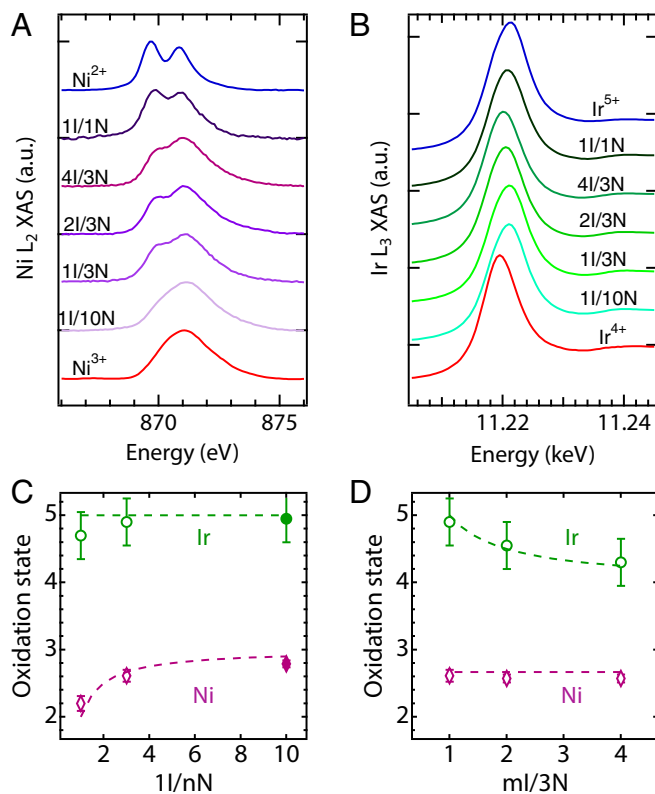 A
Ni L2 XAS (a.u.)
Ni2+
1I/1N
4I/3N
2I/3N
1I/3N
1I/10N
Ni3+
870
875
Energy (eV)
B
Ir L3 XAS (a.u.)
Ir5+
1I/1N
4I/3N
2I/3N
1I/3N
1I/10N
Ir4+
11.22
11.24
Energy (keV)
C
Oxidation state
5
4
3
2
Ir
Ni
2
4
6
8
10
1I/nN
D
Oxidation state
5
4
3
2
Ir
Ni
1
2
3
4
mI/3N